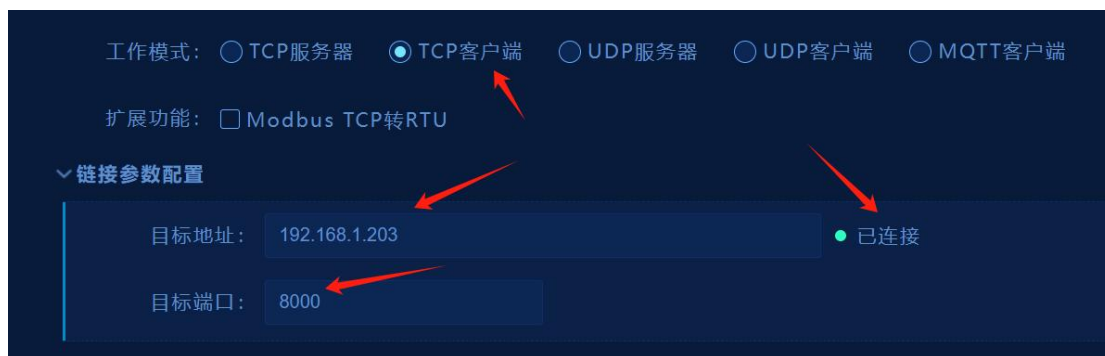 工作模式： TCP服务器 TCP客户端 UDP服务器 UDP客户端 MQTT客户端
扩展功能： Modbus TCP转RTU
链接参数配置
目标地址： 192.168.1.203 已连接
目标端口： 8000